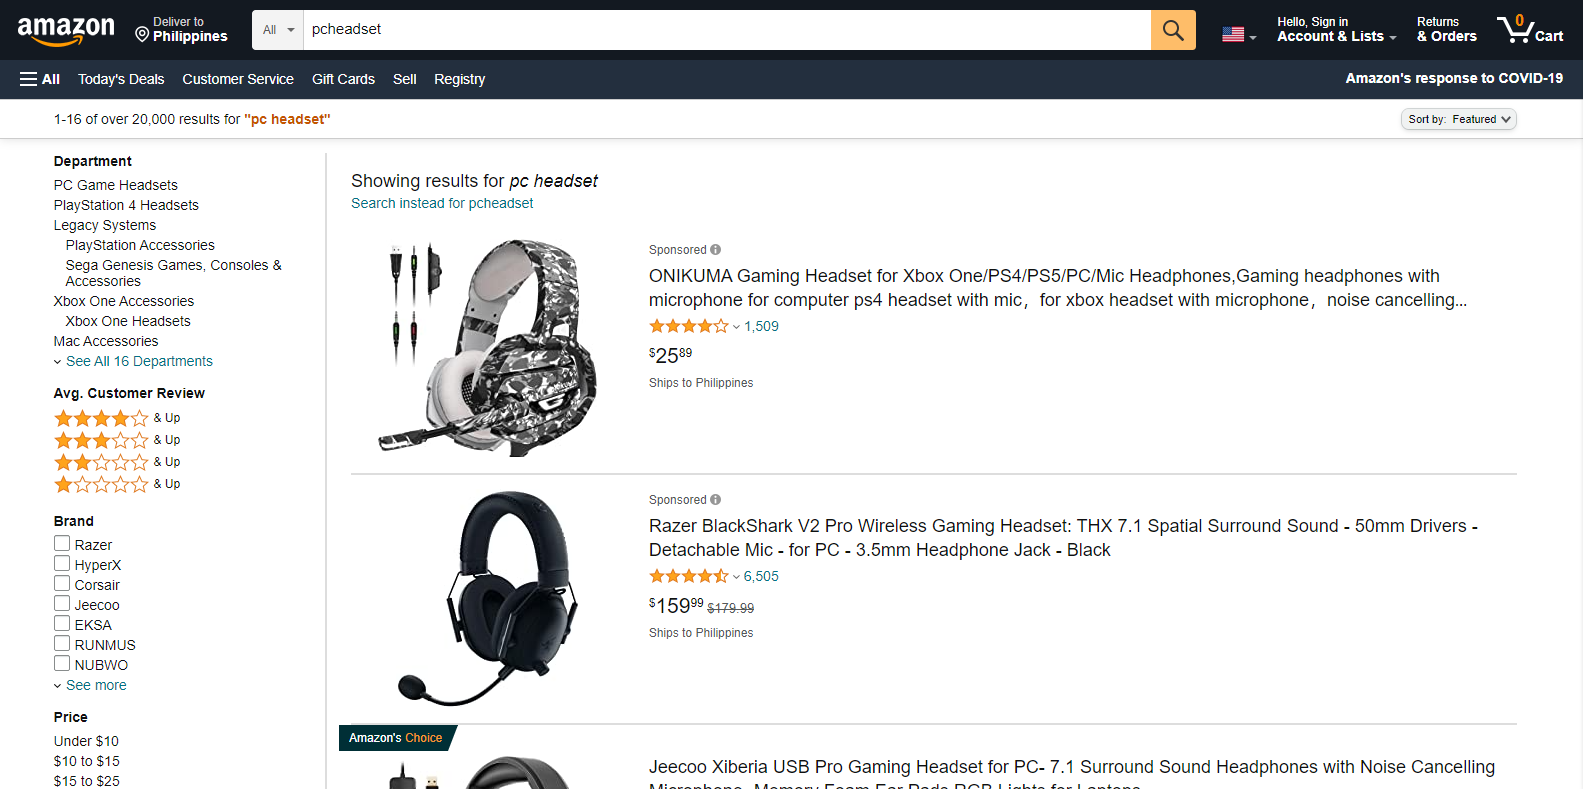 amazon
Deliver to
Philippines
All
pcheadset
Hello, Sign in
Account & Lists
Returns
& Orders
0
Cart
All
Today's Deals
Customer Service
Gift Cards
Sell
Registry
Amazon's response to COVID-19
1-16 of over 20,000 results for "pc headset"
Sort by: Featured
Department
PC Game Headsets
PlayStation 4 Headsets
Legacy Systems
PlayStation Accessories
Sega Genesis Games, Consoles &
Accessories
Xbox One Accessories
Xbox One Headsets
Mac Accessories
See All 16 Departments
Avg. Customer Review
& Up
& Up
& Up
& Up
Brand
Razer
HyperX
Corsair
Jeecoo
EKSA
RUNMUS
NUBWO
See more
Price
Under $10
$10 to $15
$15 to $25
Showing results for pc headset
Search instead for pcheadset
Sponsored
ONIKUMA Gaming Headset for Xbox One/PS4/PS5/PC/Mic Headphones,Gaming headphones with
microphone for computer ps4 headset with mic，for xbox headset with microphone，noise cancelling...
1,509
$25 89
Ships to Philippines
Sponsored
Razer BlackShark V2 Pro Wireless Gaming Headset: THX 7.1 Spatial Surround Sound - 50mm Drivers -
Detachable Mic - for PC - 3.5mm Headphone Jack - Black
6,505
$159 99 $179.99
Ships to Philippines
Amazon's Choice
Jeecoo Xiberia USB Pro Gaming Headset for PC- 7.1 Surround Sound Headphones with Noise Cancelling
Microphone- Memory Foam Ear Pads RGB Lights for Laptops